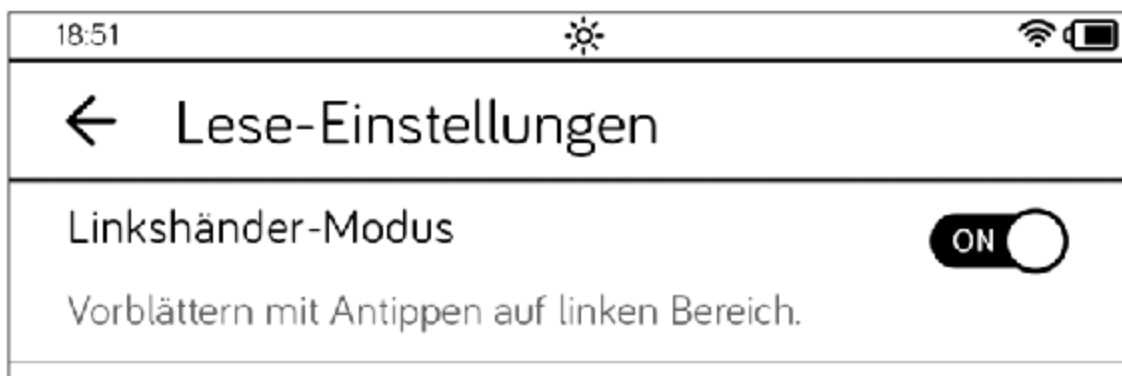 18:51
Lese-Einstellungen
Linkshänder-Modus
ON
Vorblättern mit Antippen auf linken Bereich.